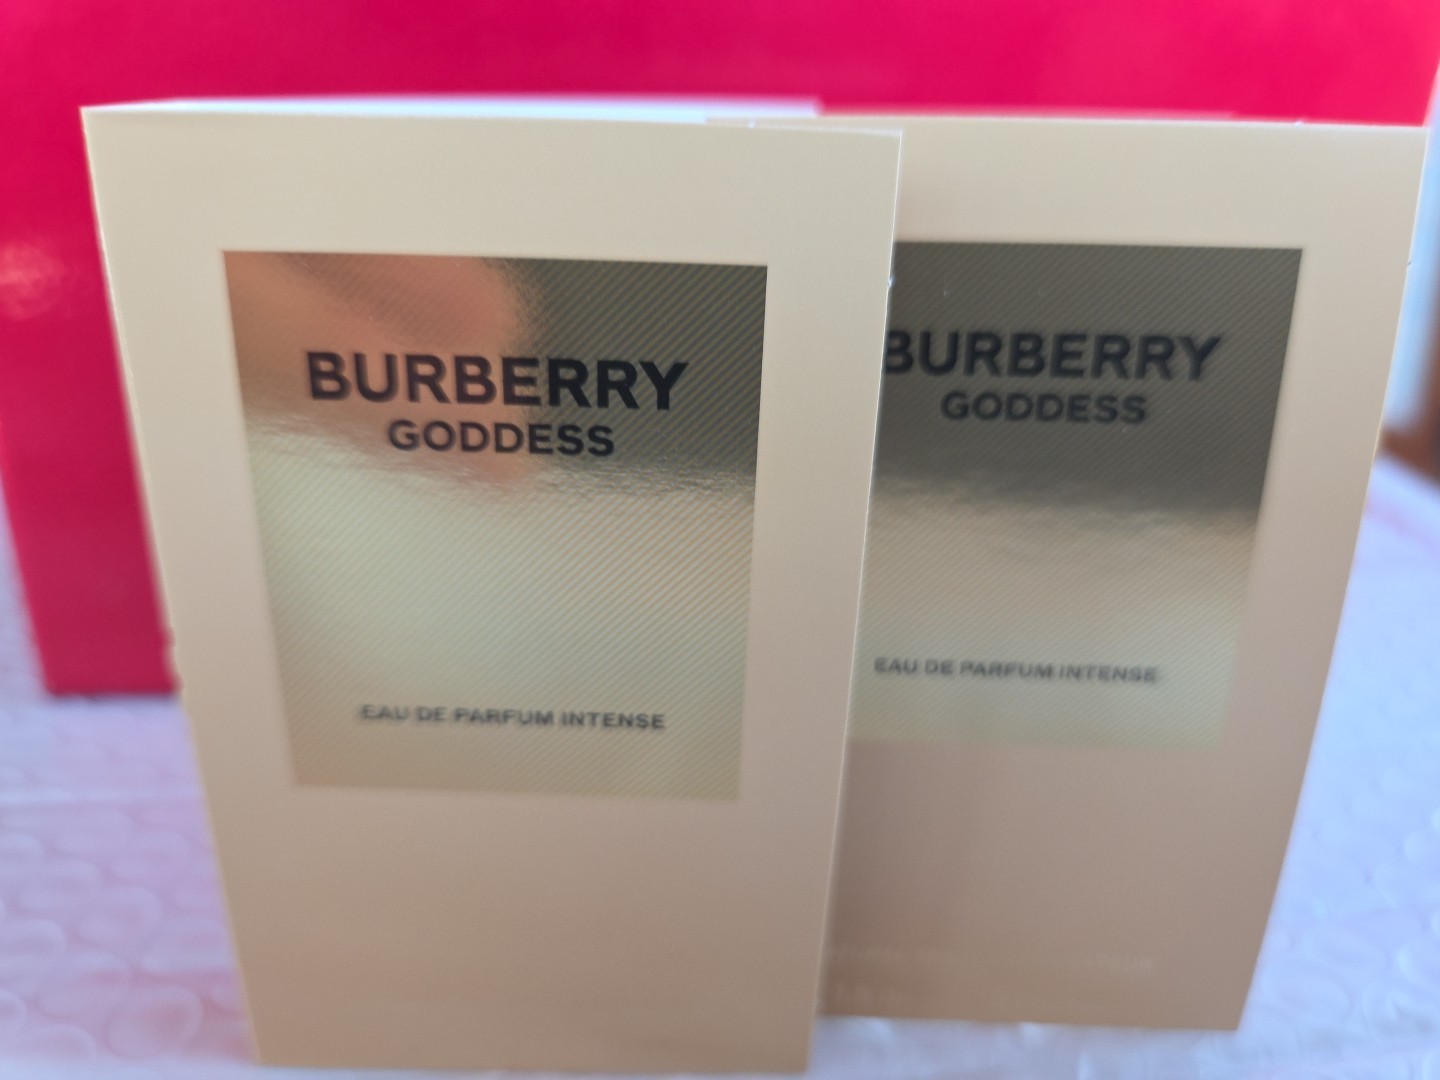 BURBERRY
GODDESS
EAU DE PARFUM INTENSE
BURBERRY
GODDESS
EAU DE PARFUM INTENSE